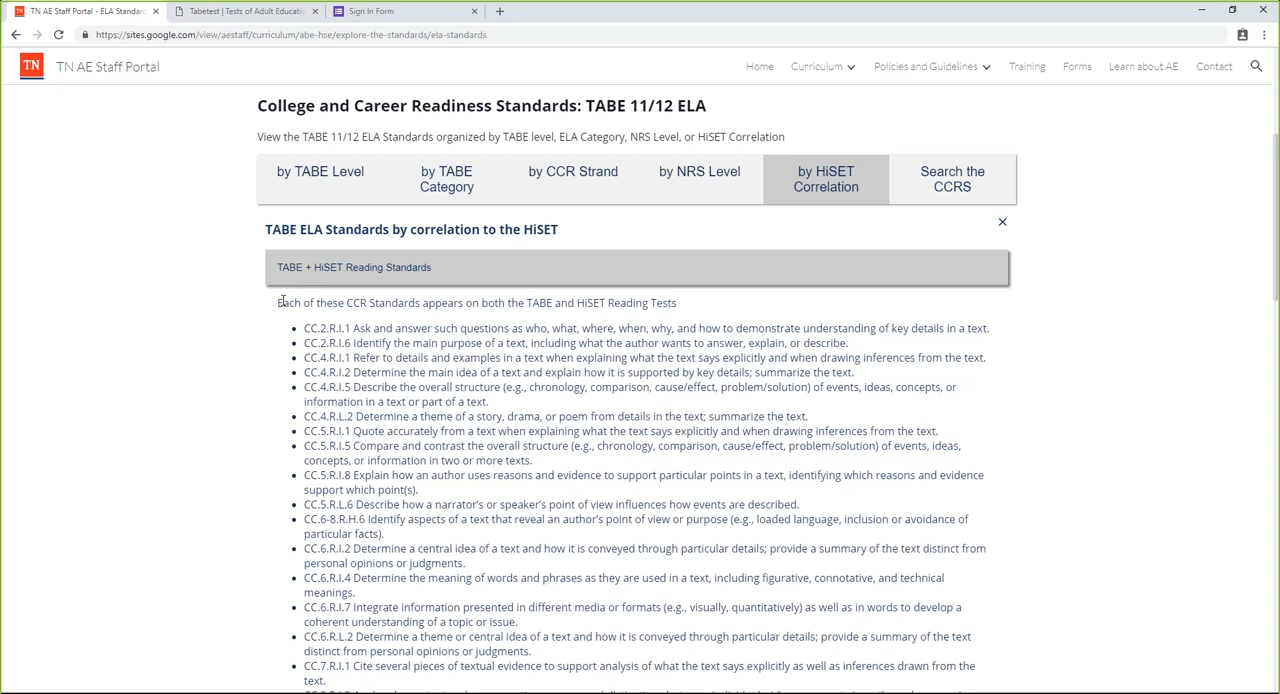 TN AE Staff Portal - ELA Standard
Tabetest | Tests of Adult Educatio
Sign In Form
https://sites.google.com/view/aestaff/curriculum/abe-hse/explore-the-standards/ela-standards
TN
TN AE Staff Portal
Home
Curriculum
Policies and Guidelines
Training
Forms
Learn about AE
Contact
College and Career Readiness Standards: TABE 11/12 ELA
View the TABE 11/12 ELA Standards organized by TABE level, ELA Category, NRS Level, or HiSET Correlation
by TABE Level
by TABE
Category
by CCR Strand
by NRS Level
by HiSET
Correlation
Search the
CCRS
TABE ELA Standards by correlation to the HiSET
TABE + HiSET Reading Standards
Each of these CCR Standards appears on both the TABE and HiSET Reading Tests
CC.2.R.I.1 Ask and answer such questions as who, what, where, when, why, and how to demonstrate understanding of key details in a text.
CC.2.R.I.6 Identify the main purpose of a text, including what the author wants to answer, explain, or describe.
CC.4.R.I.1 Refer to details and examples in a text when explaining what the text says explicitly and when drawing inferences from the text.
CC.4.R.I.2 Determine the main idea of a text and explain how it is supported by key details; summarize the text.
CC.4.R.I.5 Describe the overall structure (e.g., chronology, comparison, cause/effect, problem/solution) of events, ideas, concepts, or
information in a text or part of a text.
CC.4.R.L.2 Determine a theme of a story, drama, or poem from details in the text; summarize the text.
CC.5.R.I.1 Quote accurately from a text when explaining what the text says explicitly and when drawing inferences from the text.
CC.5.R.I.5 Compare and contrast the overall structure (e.g., chronology, comparison, cause/effect, problem/solution) of events, ideas,
concepts, or information in two or more texts.
CC.5.R.I.8 Explain how an author uses reasons and evidence to support particular points in a text, identifying which reasons and evidence
support which point(s).
CC.5.R.L.6 Describe how a narrator's or speaker's point of view influences how events are described.
CC.6-8.R.H.6 Identify aspects of a text that reveal an author's point of view or purpose (e.g., loaded language, inclusion or avoidance of
particular facts).
CC.6.R.I.2 Determine a central idea of a text and how it is conveyed through particular details; provide a summary of the text distinct from
personal opinions or judgments.
CC.6.R.I.4 Determine the meaning of words and phrases as they are used in a text, including figurative, connotative, and technical
meanings.
CC.6.R.I.7 Integrate information presented in different media or formats (e.g., visually, quantitatively) as well as in words to develop a
coherent understanding of a topic or issue.
CC.6.R.L.2 Determine a theme or central idea of a text and how it is conveyed through particular details; provide a summary of the text
distinct from personal opinions or judgments.
CC.7.R.I.1 Cite several pieces of textual evidence to support analysis of what the text says explicitly as well as inferences drawn from the
text.